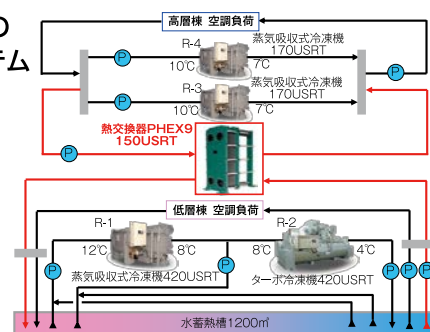 の
テム
高層棟 空調負荷
P
P
R-4
蒸気吸収式冷凍機
170USRT
10℃
7℃
R-3
蒸気吸収式冷凍機
170USRT
10℃
7℃
P
熱交換器PHEX9
150USRT
P
低層棟 空調負荷
R-1
R-2
12℃
8℃
8℃
4℃
P
蒸気吸収式冷凍機420USRT
P
ターボ冷凍機420USRT
P
P
P
水蓄熱槽1200㎥